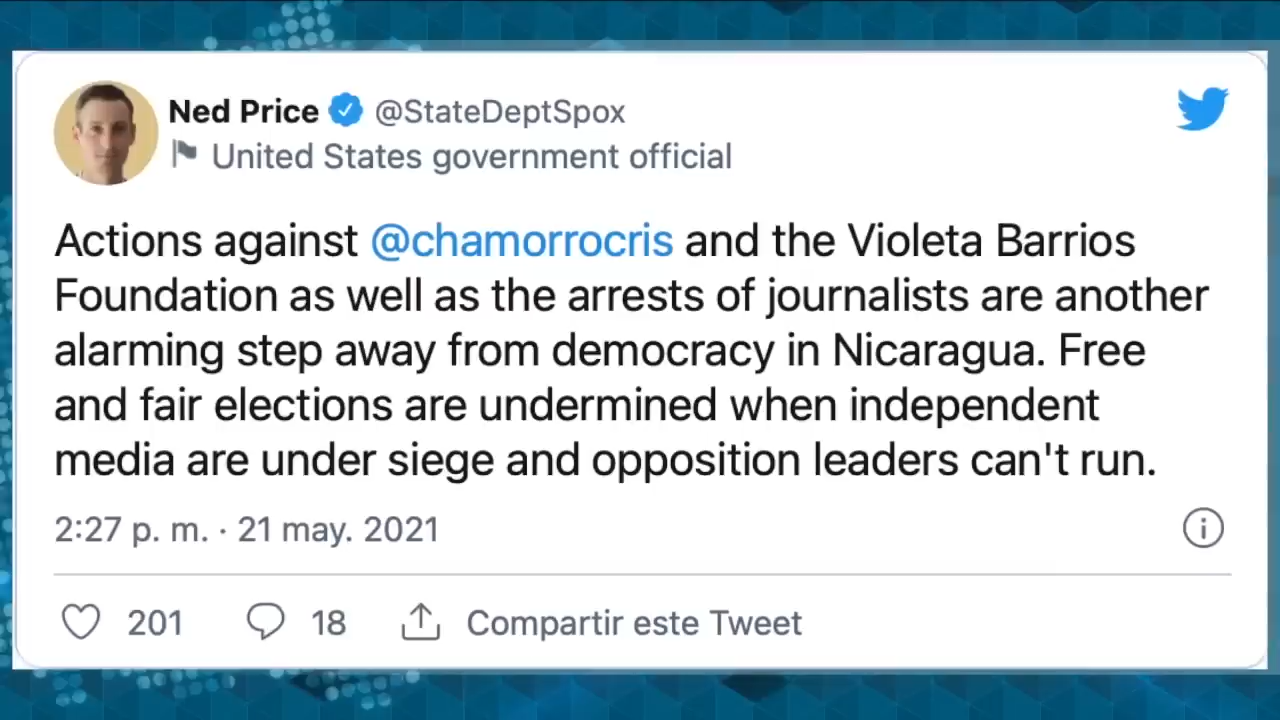 Ned Price @StateDeptSpox
United States government official
Actions against @chamorrocris and the Violeta Barrios
Foundation as well as the arrests of journalists are another
alarming step away from democracy in Nicaragua. Free
and fair elections are undermined when independent
media are under siege and opposition leaders can't run.
2:27 p. m. · 21 may. 2021
201 18 Compartir este Tweet